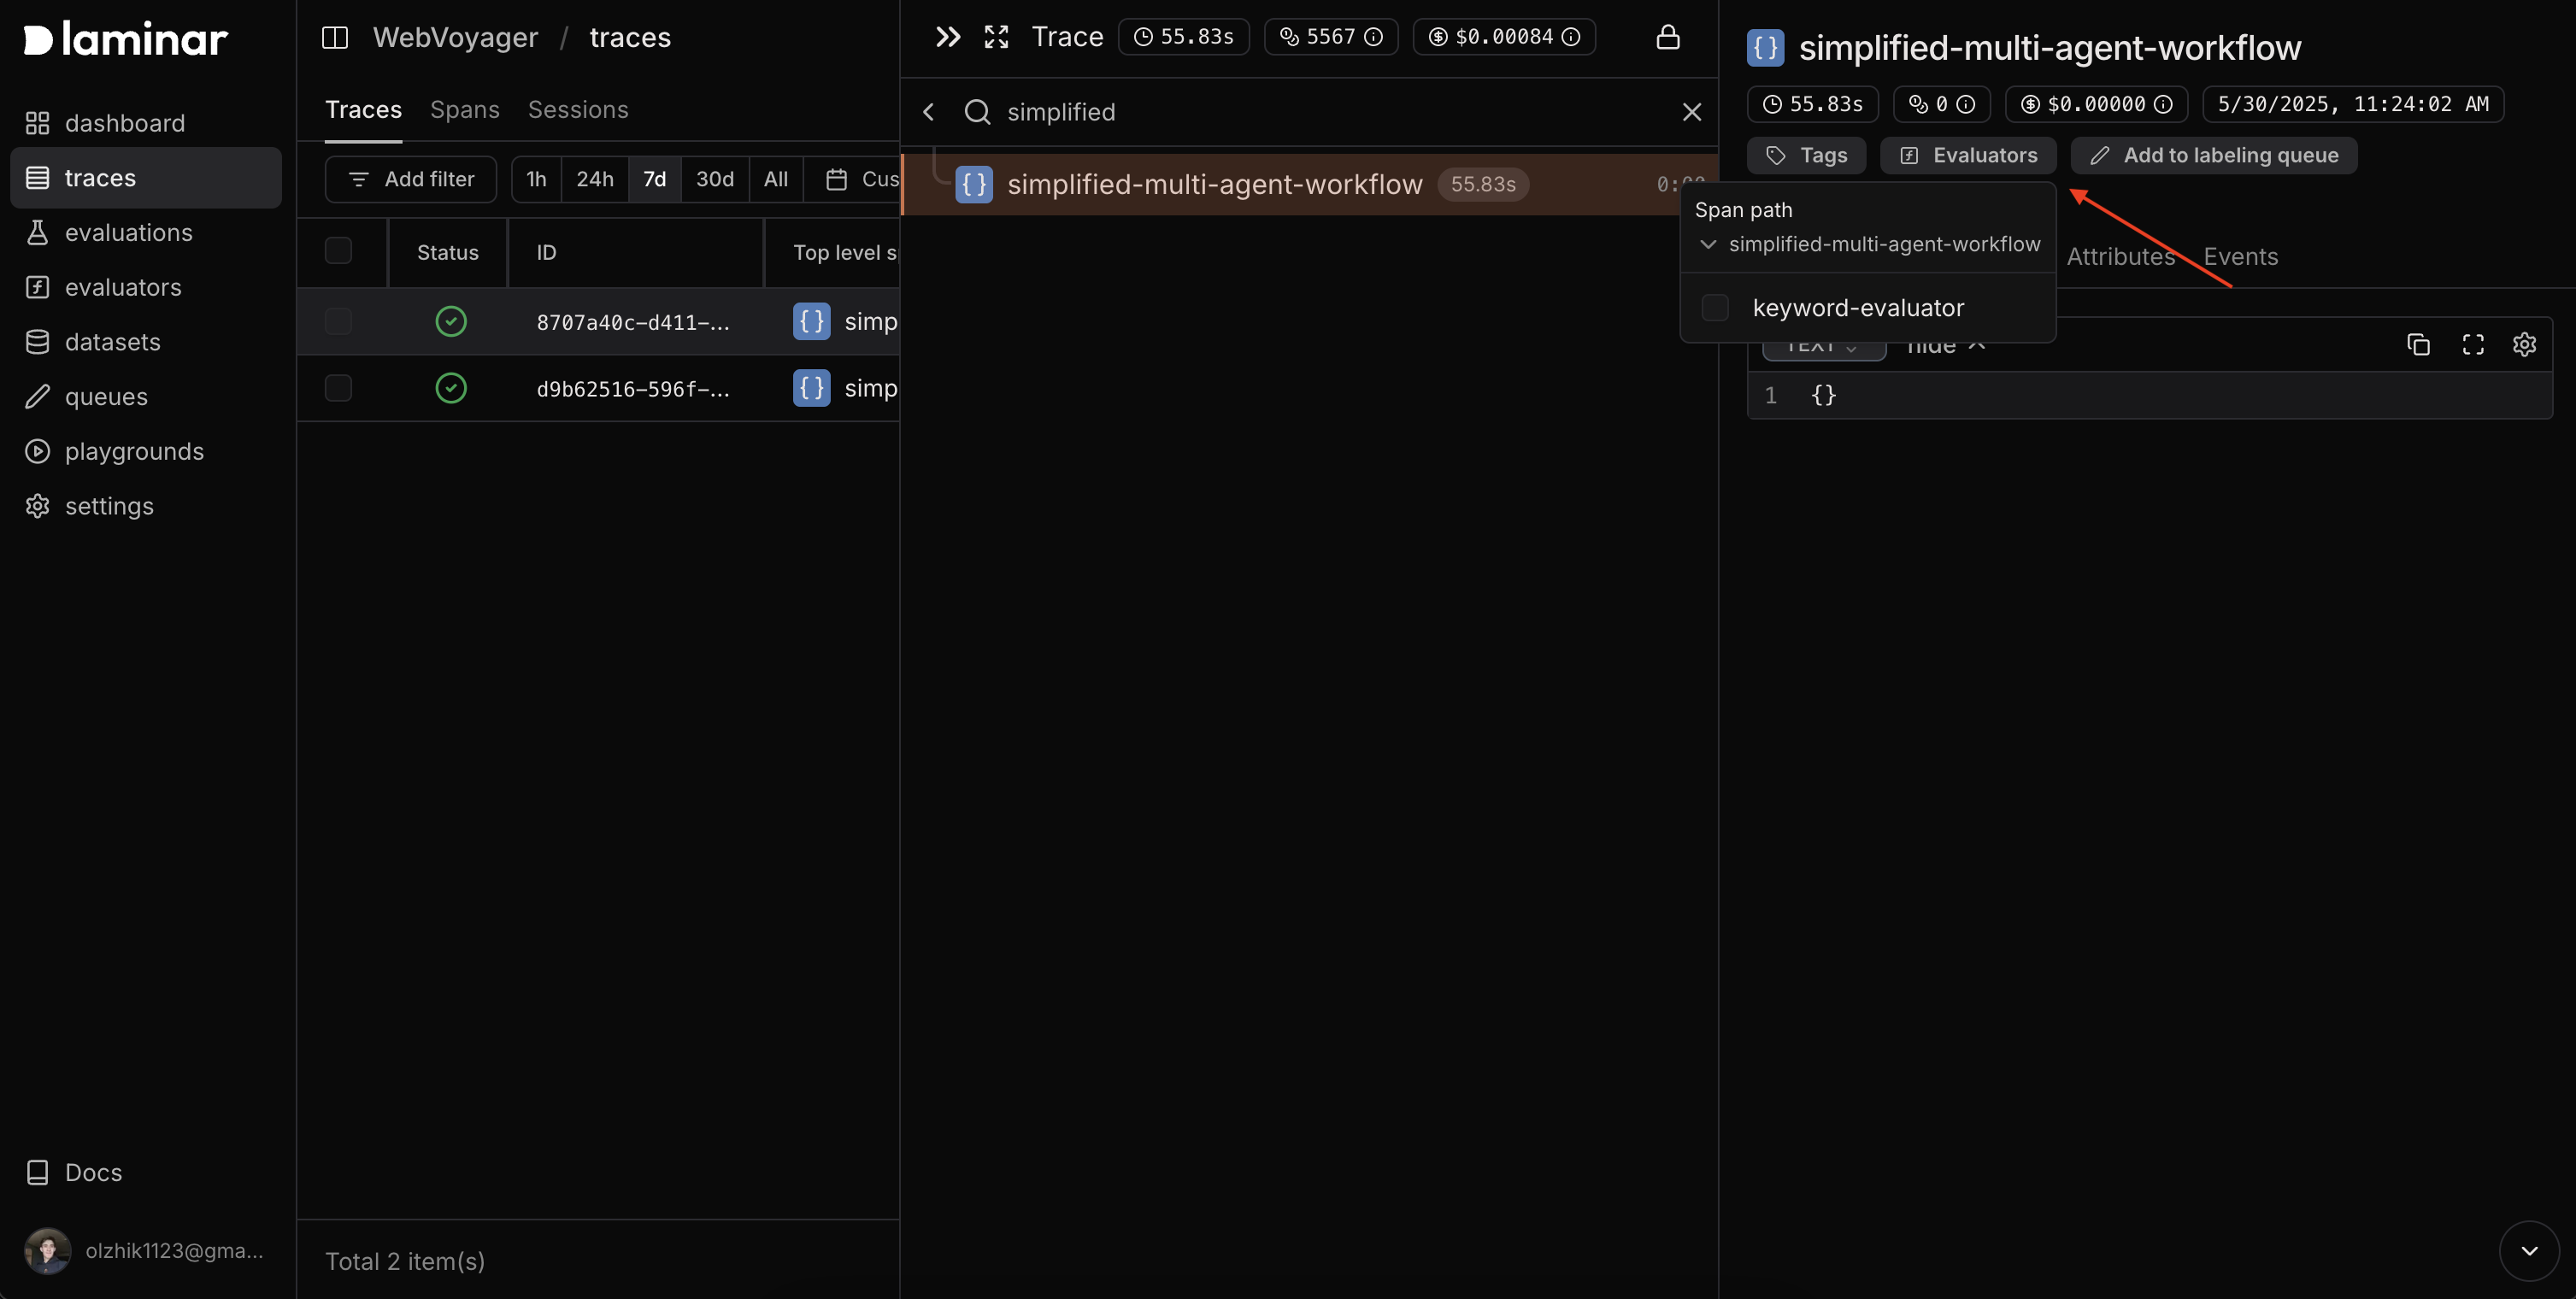 laminar
dashboard
traces
evaluations
evaluators
datasets
queues
playgrounds
settings
Docs
olzhik1123@gma...
WebVoyager / traces
Traces Spans Sessions
Add filter 1h 24h 7d 30d All Cus
Status ID Top level s
8707a40c-d411-... simp
d9b62516-596f-... simp
Total 2 item(s)
Trace 55.83s 5567 $0.00084
simplified
{} simplified-multi-agent-workflow 55.83s
{} simplified-multi-agent-workflow
55.83s 0 $0.00000 5/30/2025, 11:24:02 AM
Tags Evaluators Add to labeling queue
Span path
simplified-multi-agent-workflow
keyword-evaluator
Attributes Events
TEXT hide
1 {}